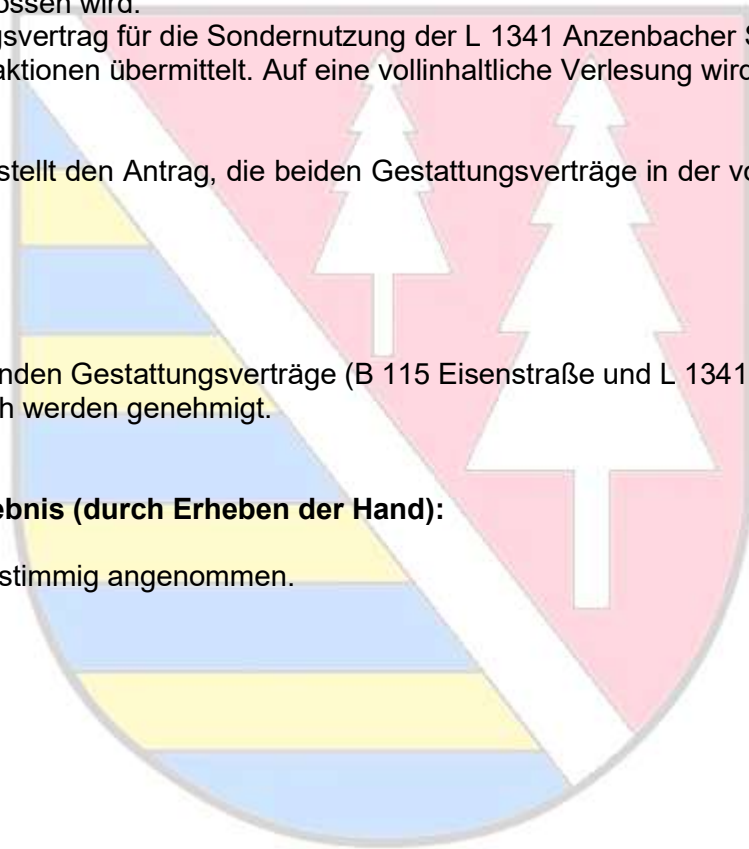 ossen wird.
gsvertrag für die Sondernutzung der L 1341 Anzenbacher S
aktionen übermittelt. Auf eine vollinhaltliche Verlesung wird
stellt den Antrag, die beiden Gestattungsverträge in der vo
nden Gestattungsverträge (B 115 Eisenstraße und L 1341
h werden genehmigt.
ebnis (durch Erheben der Hand):
stimmig angenommen.